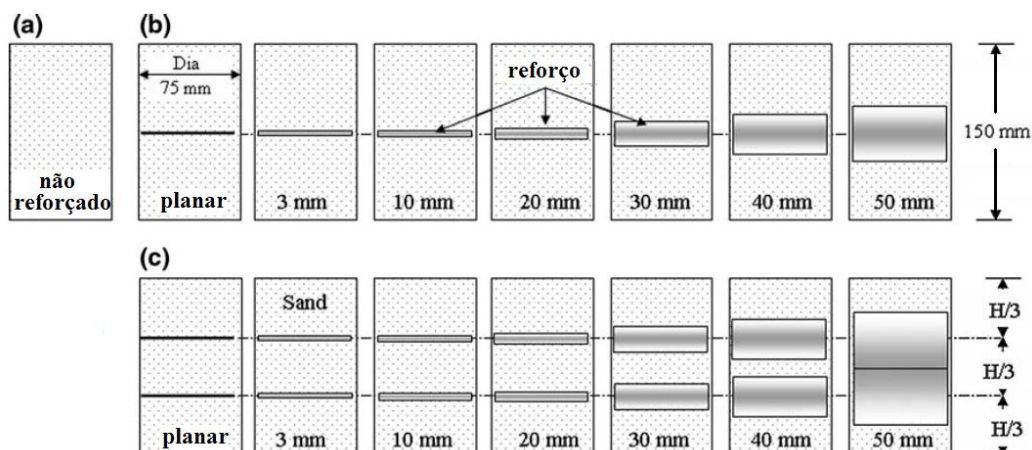 (a)
(b)
Dia
75 mm
reforço
150 mm
não
reforçado
planar
3 mm
10 mm
20 mm
30 mm
40 mm
50 mm
(c)
Sand
H/3
H/3
H/3
planar
3 mm
10 mm
20 mm
30 mm
40 mm
50 mm